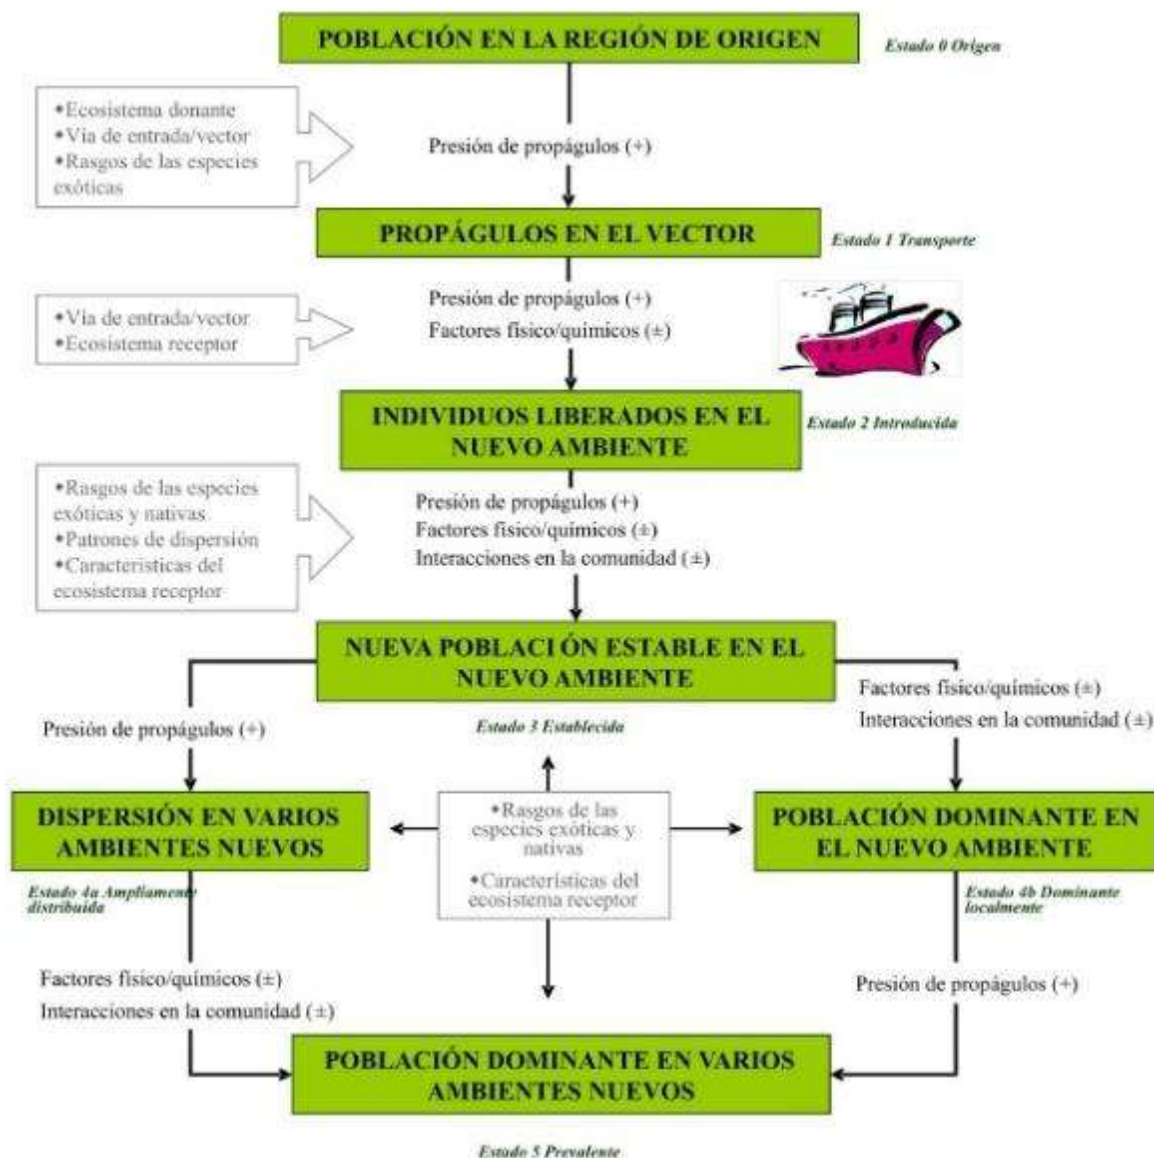 POBLACIÓN EN LA REGIÓN DE ORIGEN
Estado 0 Origen
•Ecosistema donante
•Vía de entrada/vector
•Rasgos de las especies
exóticas
Presión de propágulos (+)
PROPÁGULOS EN EL VECTOR
Estado 1 Transporte
•Vía de entrada/vector
•Ecosistema receptor
Presión de propágulos (+)
Factores físico/químicos (±)
INDIVIDUOS LIBERADOS EN EL
NUEVO AMBIENTE
Estado 2 Introducida
•Rasgos de las especies
exóticas y nativas
•Patrones de dispersión
•Características del
ecosistema receptor
Presión de propágulos (+)
Factores físico/químicos (±)
Interacciones en la comunidad (±)
NUEVA POBLACIÓN ESTABLE EN EL
NUEVO AMBIENTE
Estado 3 Establecida
Presión de propágulos (+)
Factores físico/químicos (±)
Interacciones en la comunidad (±)
DISPERSIÓN EN VARIOS
AMBIENTES NUEVOS
Estado 4a Ampliamente
distribuida
•Rasgos de las
especies exóticas y
nativas
•Características del
ecosistema receptor
POBLACIÓN DOMINANTE EN
EL NUEVO AMBIENTE
Estado 4b Dominante
localmente
Factores físico/químicos (±)
Interacciones en la comunidad (±)
Presión de propágulos (+)
POBLACIÓN DOMINANTE EN VARIOS
AMBIENTES NUEVOS
Estado 5 Prevalente